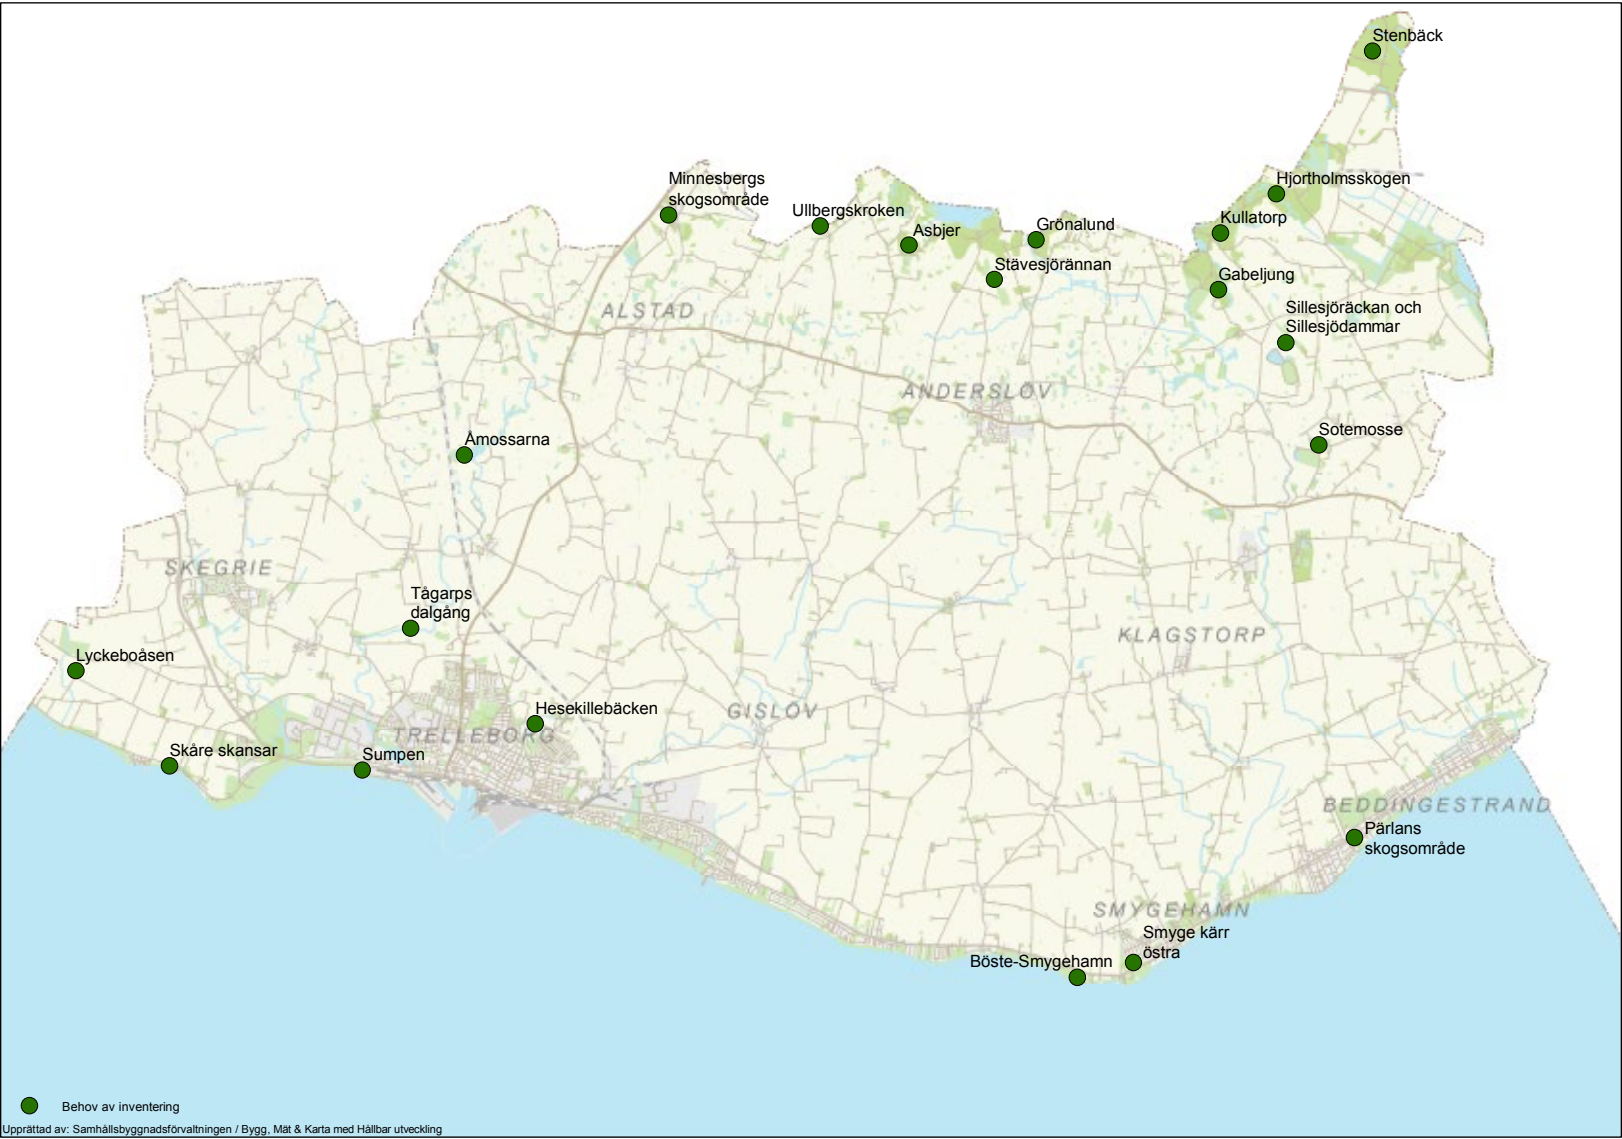 Stenbäck
Minnesbergs
skogsområde
Hjortholmsskogen
Ullbergskroken
Kullatorp
Asbjer
Grönalund
Stävesjörännan
Gabeljung
ALSTAD
Sillesjöräckan och
Sillesjödammar
ANDERSLÖV
Sotemosse
Åmossarna
SKEGRIE
Tågarps
dalgång
KLAGSTORP
Lyckeboåsen
Hesekillebäcken
GISLÖV
TRELLEBORG
Skåre skansar
Sumpen
BEDDINGESTRAND
Pärlans
skogsområde
SMYGEHAMN
Smyge kärr
östra
Böste-Smygehamn
Behov av inventering
Upprättad av: Samhällsbyggnadsförvaltningen / Bygg, Mät & Karta med Hållbar utveckling